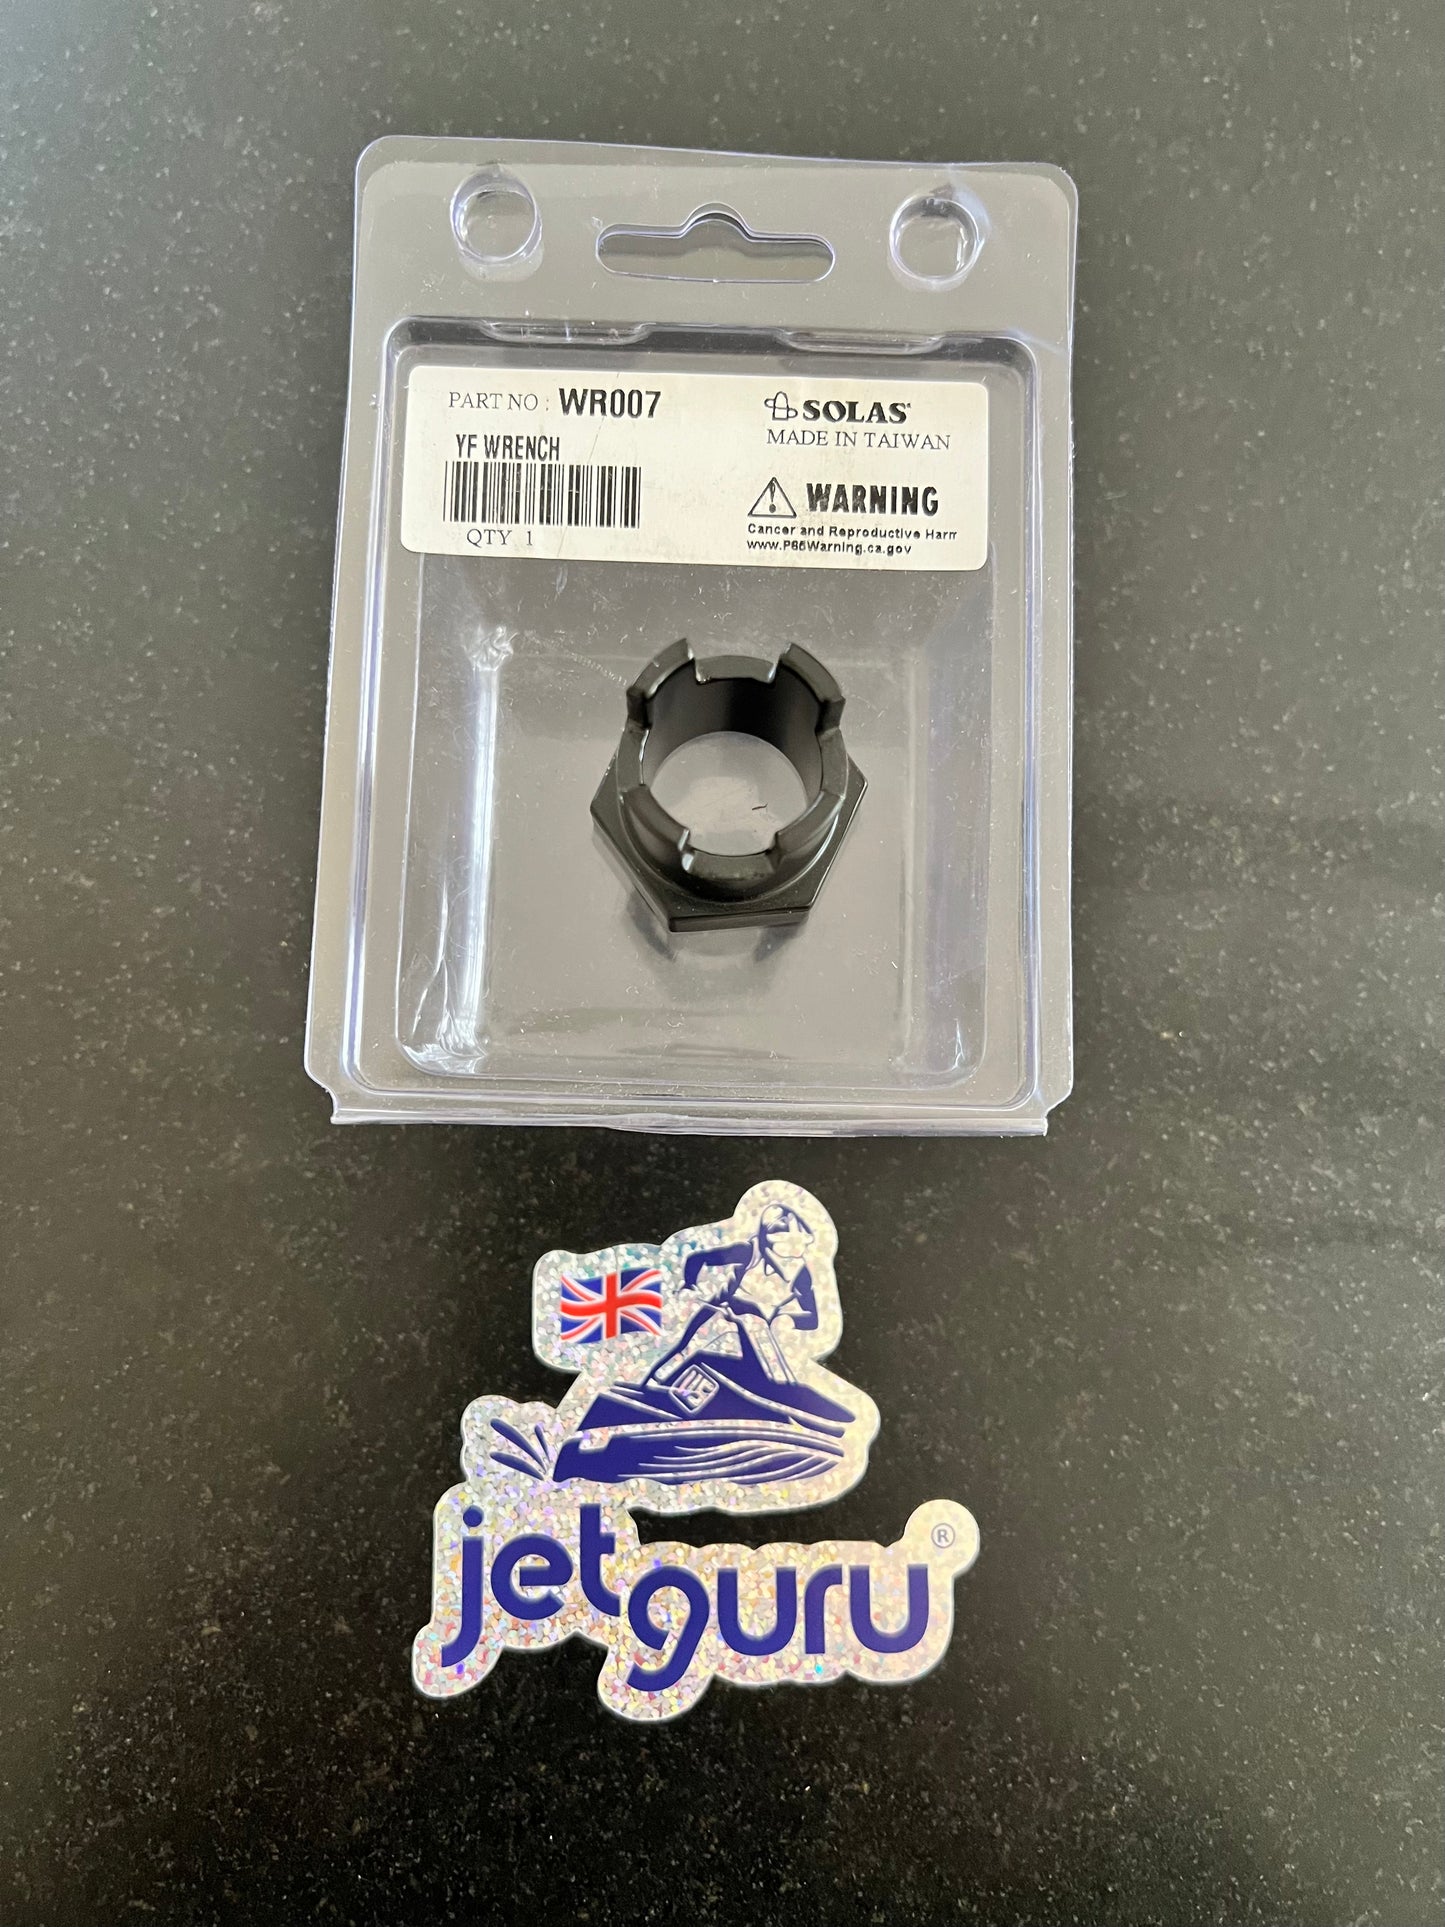 PART NO : WR007
SOLAS
MADE IN TAIWAN
YF WRENCH
QTY 1
WARNING
Cancer and Reproductive Harm
www.P65Warning.ca.gov
jetguru®